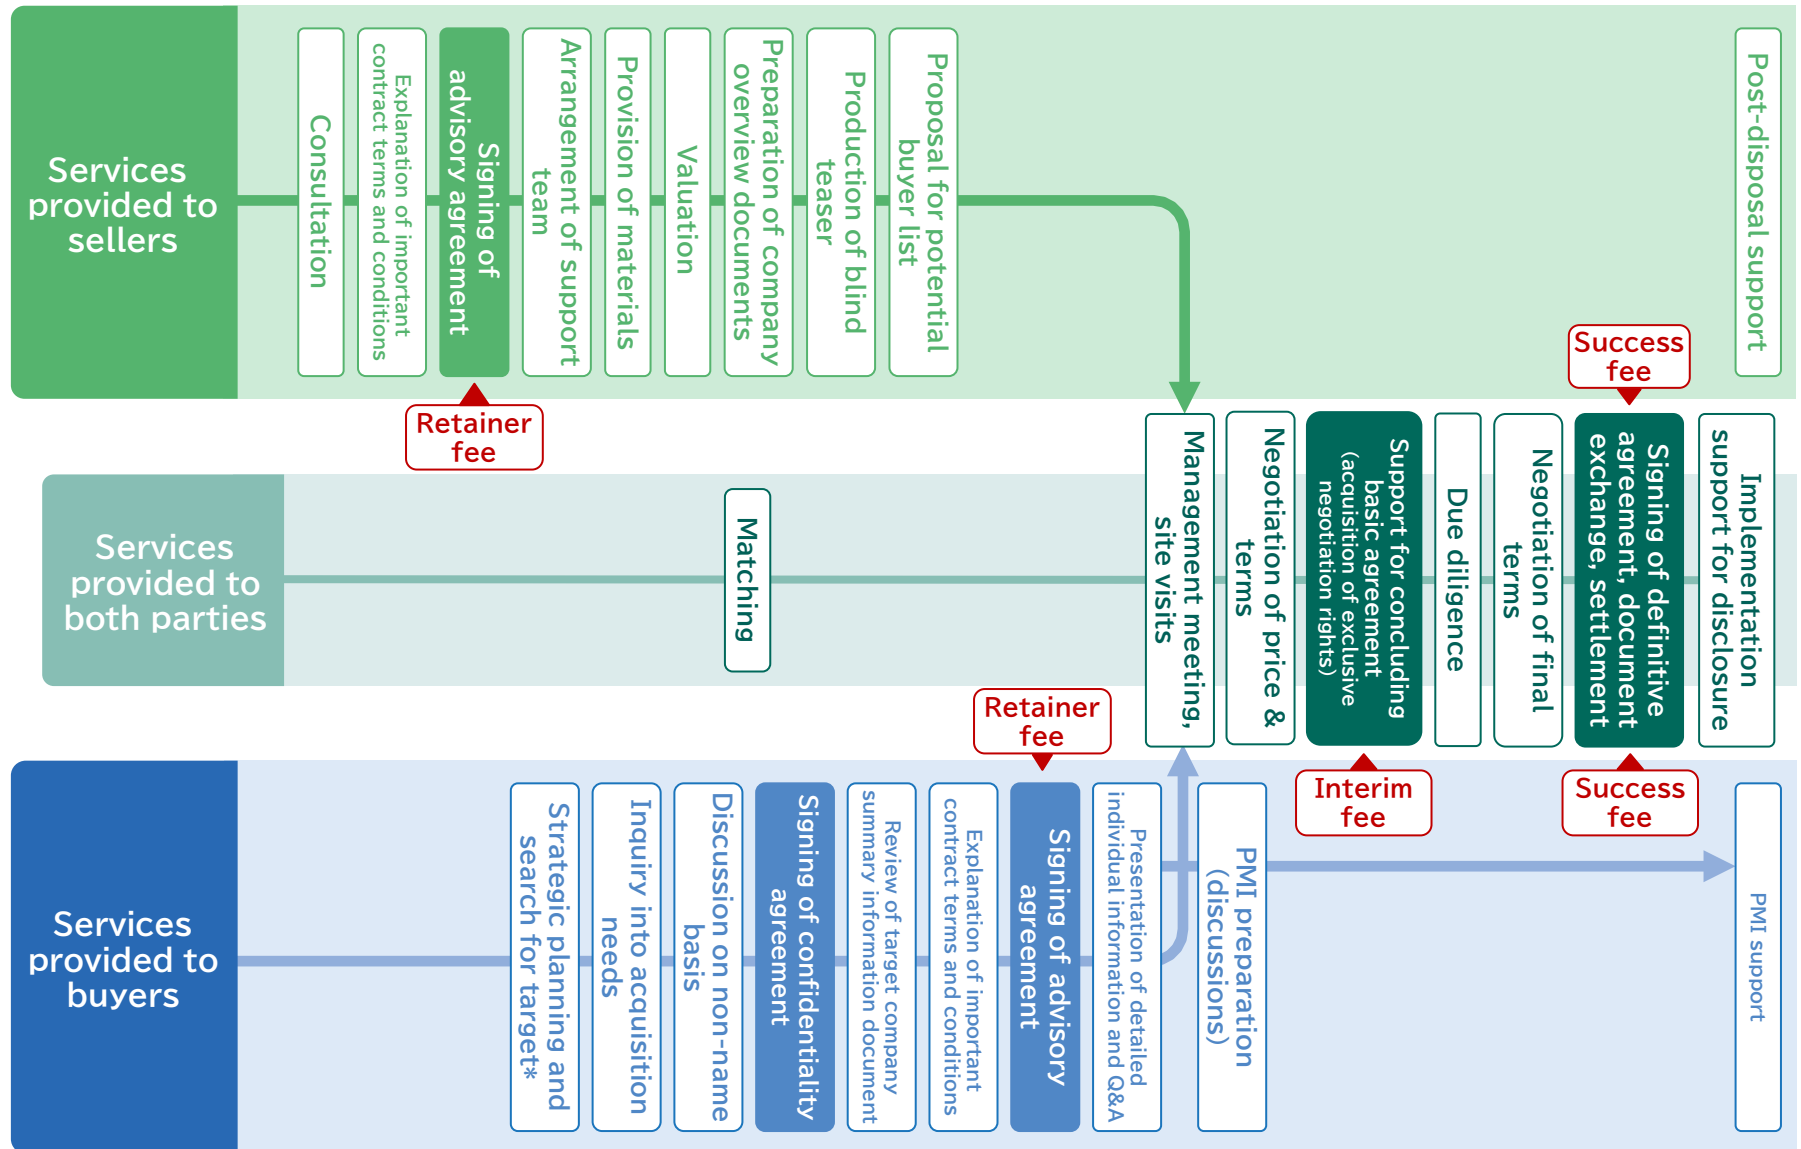 Services
provided to
sellers
Consultation
Explanation of important
contract terms and conditions
Signing of
advisory agreement
Arrangement of support
team
Provision of materials
Valuation
Preparation of company
overview documents
Production of blind
teaser
Proposal for potential
buyer list
Post-disposal support
Retainer
fee
Success
fee
Services
provided to
both parties
Matching
Management meeting,
site visits
Negotiation of price &
terms
Support for concluding
basic agreement
(acquisition of exclusive
negotiation rights)
Due diligence
Negotiation of final
terms
Signing of definitive
agreement, document
exchange, settlement
Implementation
support for disclosure
Retainer
fee
Interim
fee
Success
fee
Services
provided to
buyers
Strategic planning and
search for target*
Inquiry into acquisition
needs
Discussion on non-name
basis
Signing of confidentiality
agreement
Review of target company
summary information document
Explanation of important
contract terms and conditions
Signing of advisory
agreement
Presentation of detailed
individual information and Q&A
PMI preparation
(discussions)
PMI support